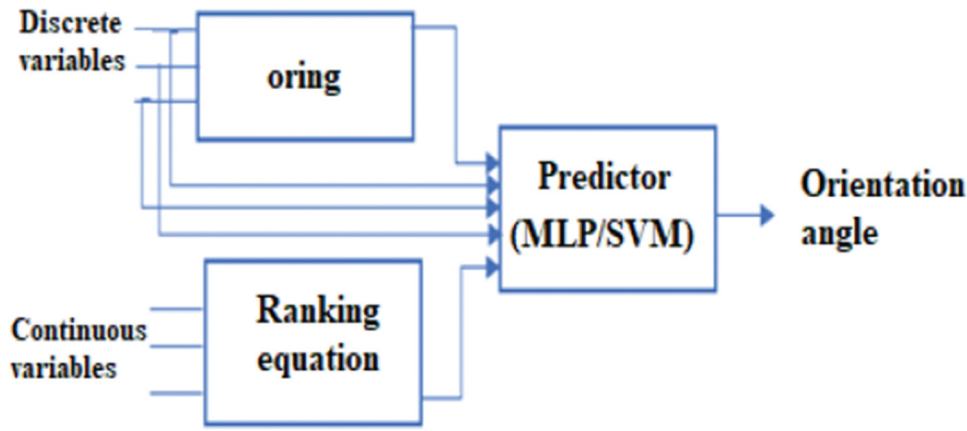 Discrete
variables
oring
Predictor
(MLP/SVM)
Orientation
angle
Continuous
variables
Ranking
equation